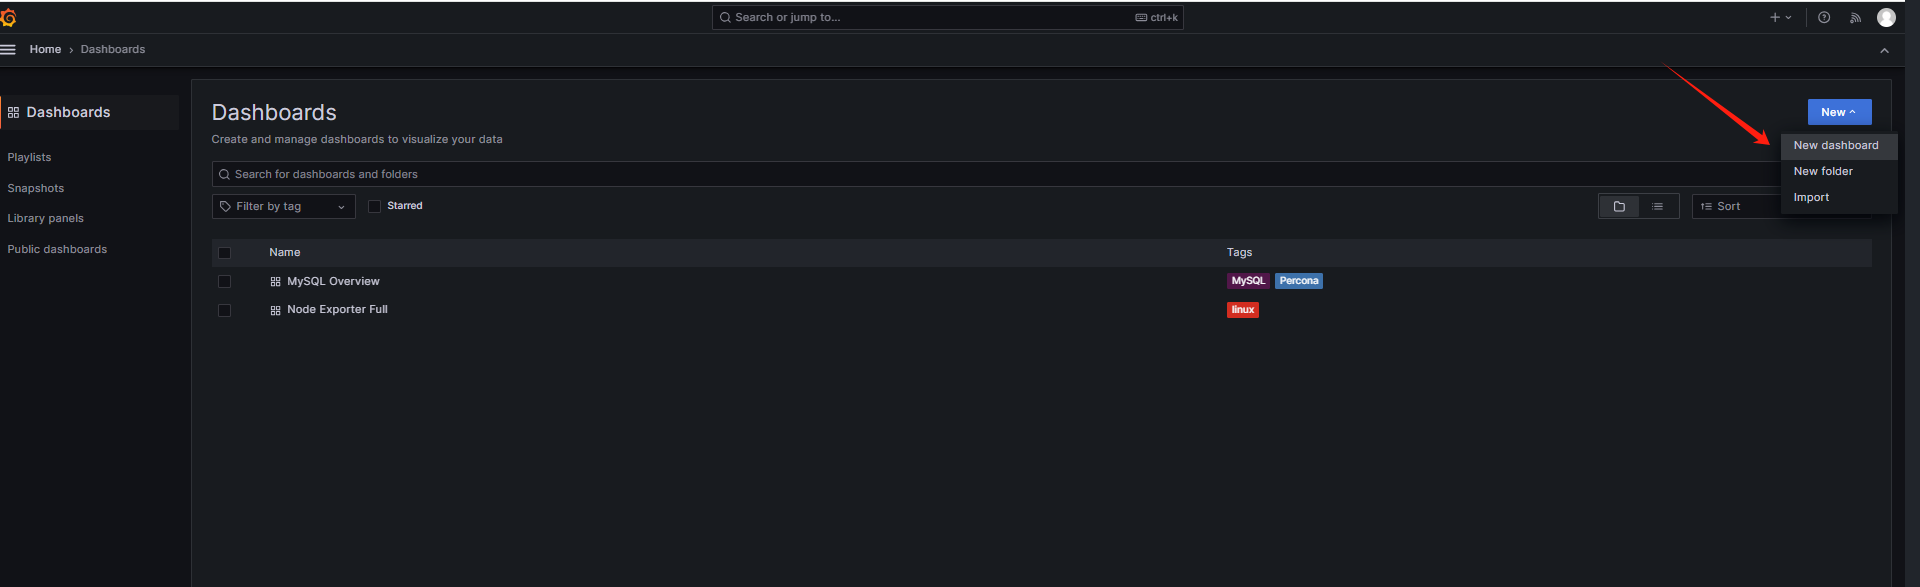 Search or jump to...
ctrl+k
Home
Dashboards
Dashboards
Playlists
Snapshots
Library panels
Public dashboards
Dashboards
Create and manage dashboards to visualize your data
New
New dashboard
New folder
Import
Search for dashboards and folders
Filter by tag
Starred
Sort
Name Tags
MySQL Overview MySQL Percona
Node Exporter Full linux